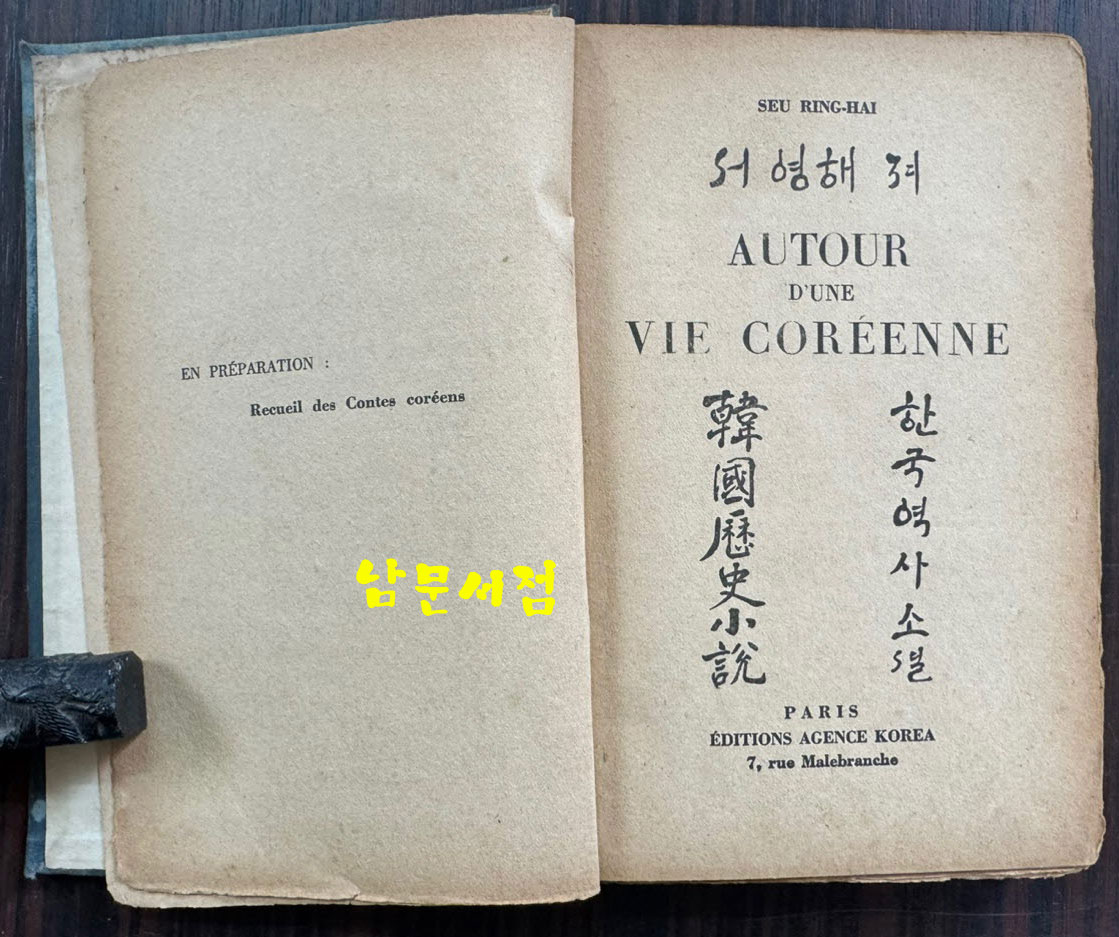 EN PRÉPARATION :
Recueil des Contes coréens
남문서점
SEU RING-HAI
서영해 저
AUTOUR
D'UNE
VIE CORÉENNE
韓國歷史小說
한국역사소설
PARIS
ÉDITIONS AGENCE KOREA
7, rue Malebranche